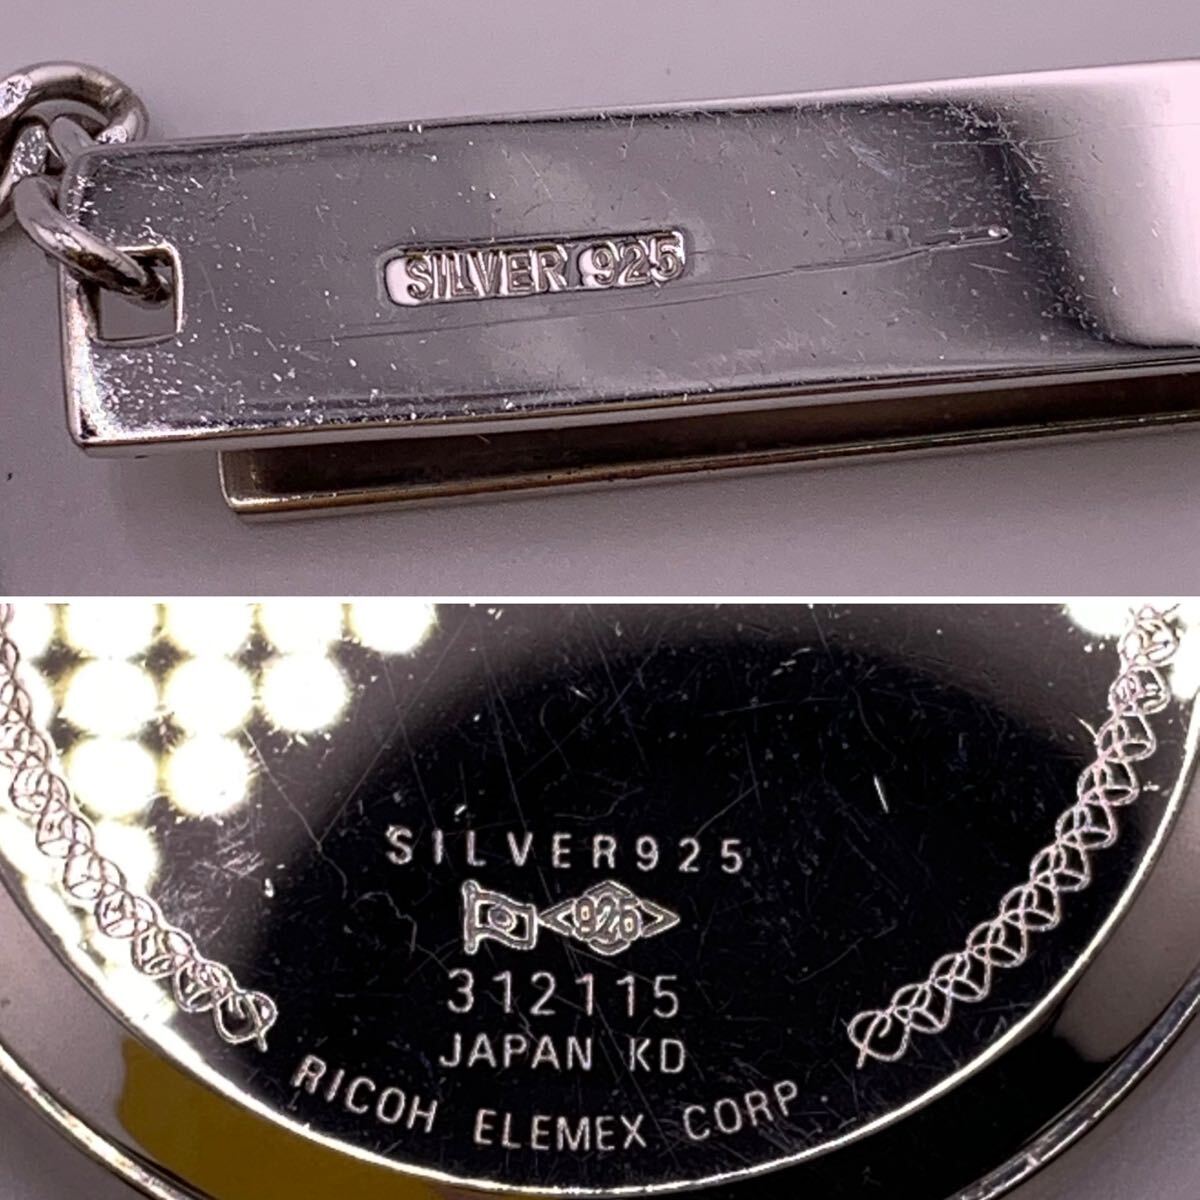 SILVER 925
SILVER925
925
312115
JAPAN KD
RICOH ELEMEX CORP.